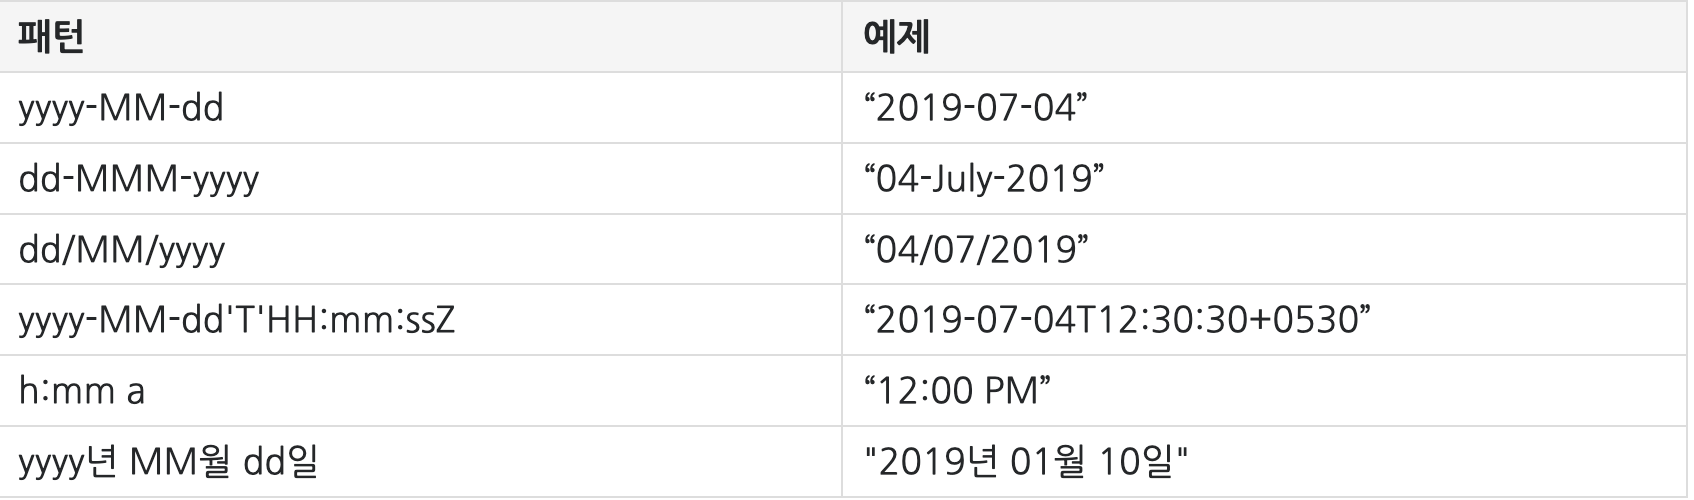 패턴 예제
yyyy-MM-dd “2019-07-04”
dd-MMM-yyyy “04-July-2019”
dd/MM/yyyy “04/07/2019”
yyyy-MM-dd'T'HH:mm:ssZ “2019-07-04T12:30:30+0530”
h:mm a “12:00 PM”
yyyy년 MM월 dd일 "2019년 01월 10일"